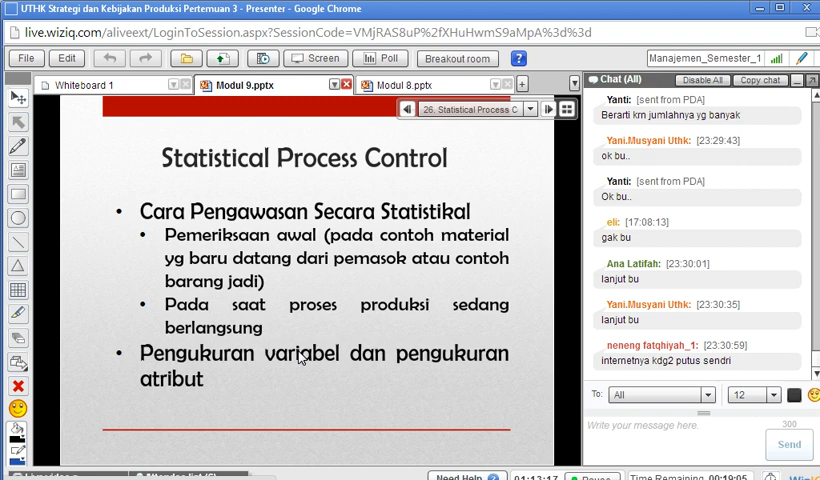 UTHK Strategi dan Kebijakan Produksi Pertemuan 3 - Presenter - Google Chrome
live.wiziq.com/aliveext/LoginToSession.aspx?SessionCode=VMjRAS8uP%2fXHuHwmS9aMpA%3d%3d
File Edit Screen Poll Breakout room ? Manajemen_Semester_1
Whiteboard 1 Modul 9.pptx Modul 8.pptx
26. Statistical Process C
Statistical Process Control
• Cara Pengawasan Secara Statistikal
• Pemeriksaan awal (pada contoh material
yg baru datang dari pemasok atau contoh
barang jadi)
• Pada saat proses produksi sedang
berlangsung
• Pengukuran variabel dan pengukuran
atribut
Chat (All) Disable All Copy chat
Yanti: [sent from PDA]
Berarti krn jumlahnya yg banyak
Yani.Musyani Uthk: [23:29:43]
ok bu..
Yanti: [sent from PDA]
Ok bu..
eli: [17:08:13]
gak bu
Ana Latifah: [23:30:01]
lanjut bu
Yani.Musyani Uthk: [23:30:35]
lanjut bu
neneng fatqhiyah_1: [23:30:59]
internetnya kdg2 putus sendri
To: All 12
Write your message here.
300
Send
Need Help? 01:13:17 Pause Time Remaining 00:19:05